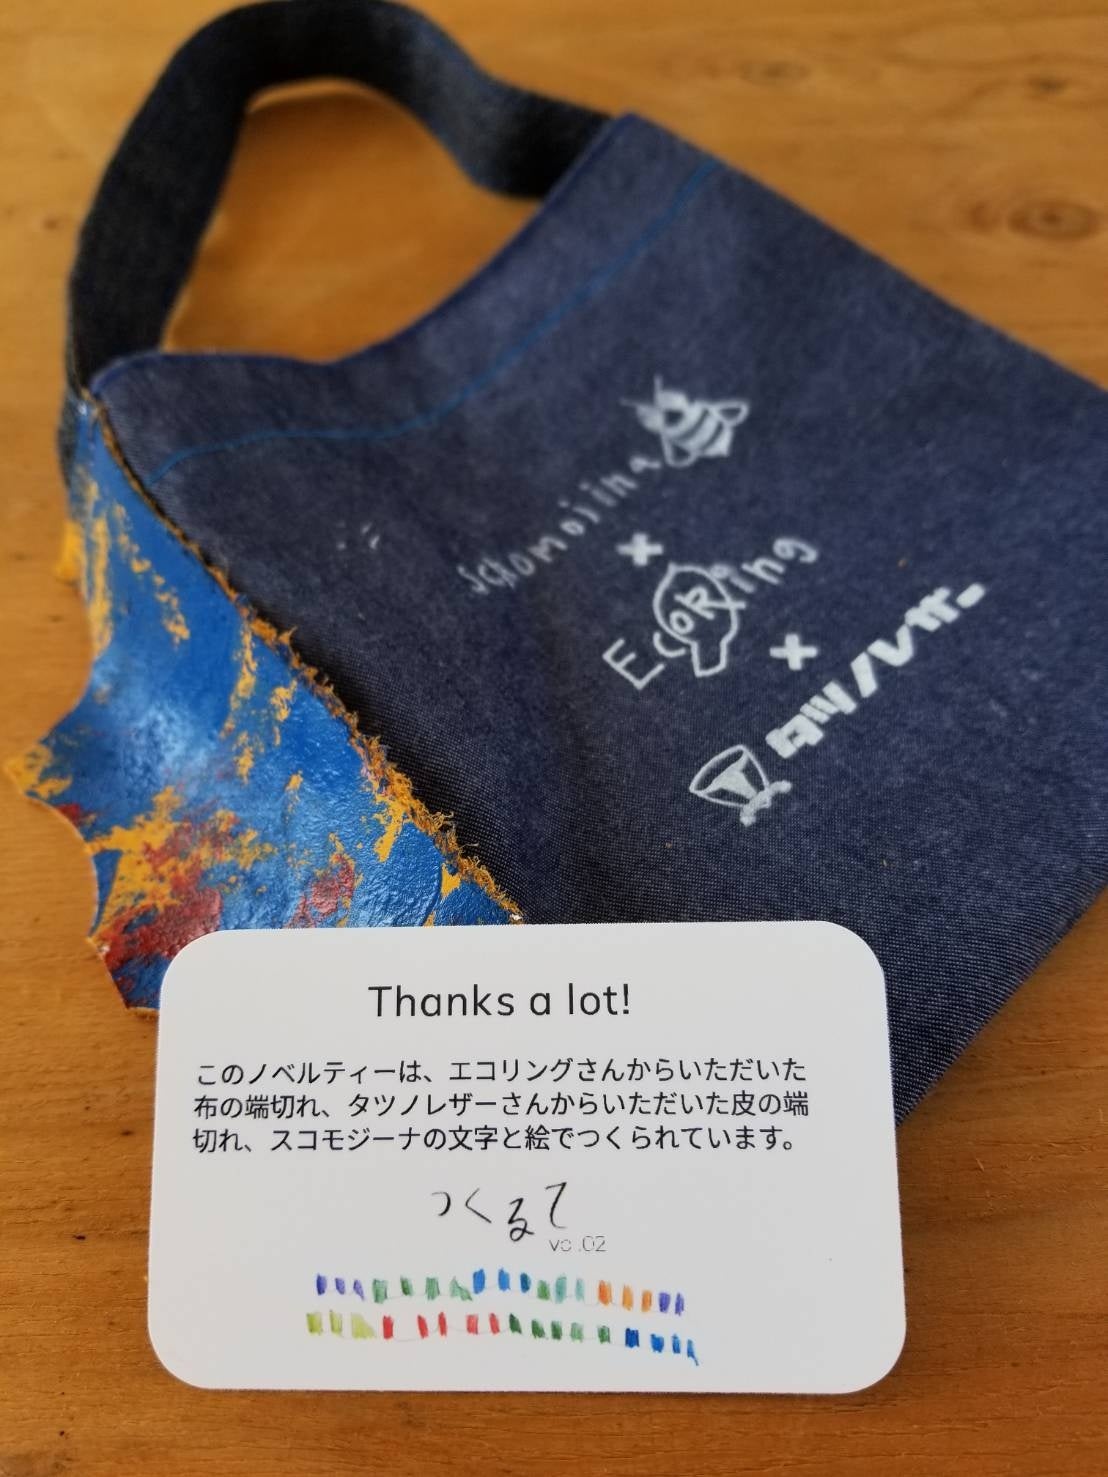 Sckomojina
×
EcoRing
×
タツノレザー
T
Thanks a lot!
このノベルティーは、エコリングさんからいただいた
布の端切れ、タツノレザーさんからいただいた皮の端
切れ、スコモジーナの文字と絵でつくられています。
つくるて
vol.02